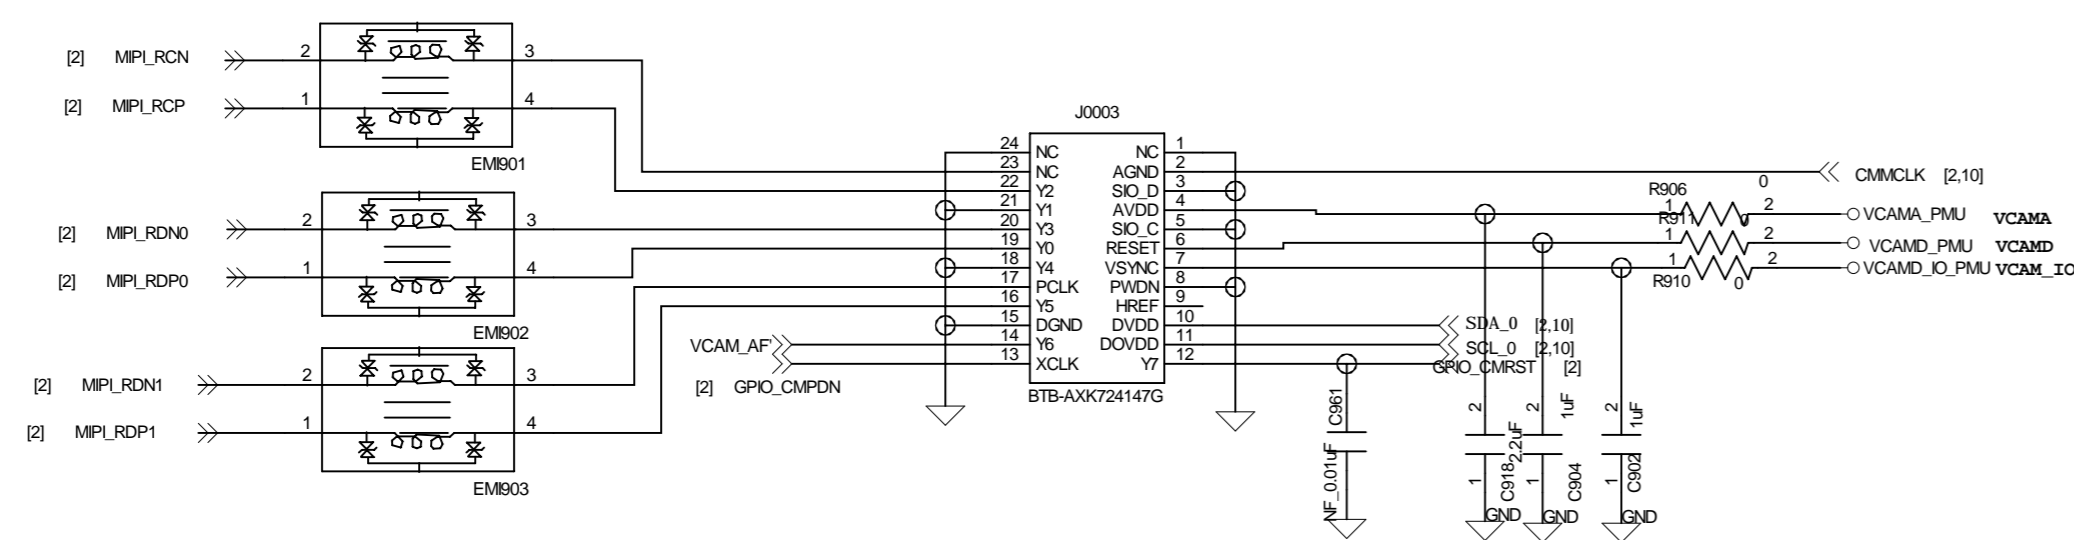 [2] MIPI_RCN 2 3
[2] MIPI_RCP 1 4
EMI901
[2] MIPI_RDN0 2 3
[2] MIPI_RDP0 1 4
EMI902
[2] MIPI_RDN1 2 3
[2] MIPI_RDP1 1 4
EMI903
J0003
24 NC NC 1
23 NC AGND 2
22 Y2 SIO_D 3
21 Y1 AVDD 4
20 Y3 SIO_C 5
19 Y0 RESET 6
18 Y4 VSYNC 7
17 PCLK PWDN 8
16 Y5 HREF 9
15 DGND DVDD 10
14 Y6 DOVDD 11
13 XCLK Y7 12
BTB-AXK724147G
VCAM_AF'
[2] GPIO_CMPDN
CMMCLK [2,10]
R906 0
1 2 VCAMA_PMU VCAMA
R911 0
1 2 VCAMD_PMU VCAMD
1 2 VCAMD_IO_PMU VCAM_IO
R910 0
SDA_0 [2,10]
SCL_0 [2,10]
GPIO_CMRST [2]
C961
NF_0.01uF
2 2.2uF
1 C918
GND
2 1uF
1 C904
GND
2 1uF
1 C902
GND